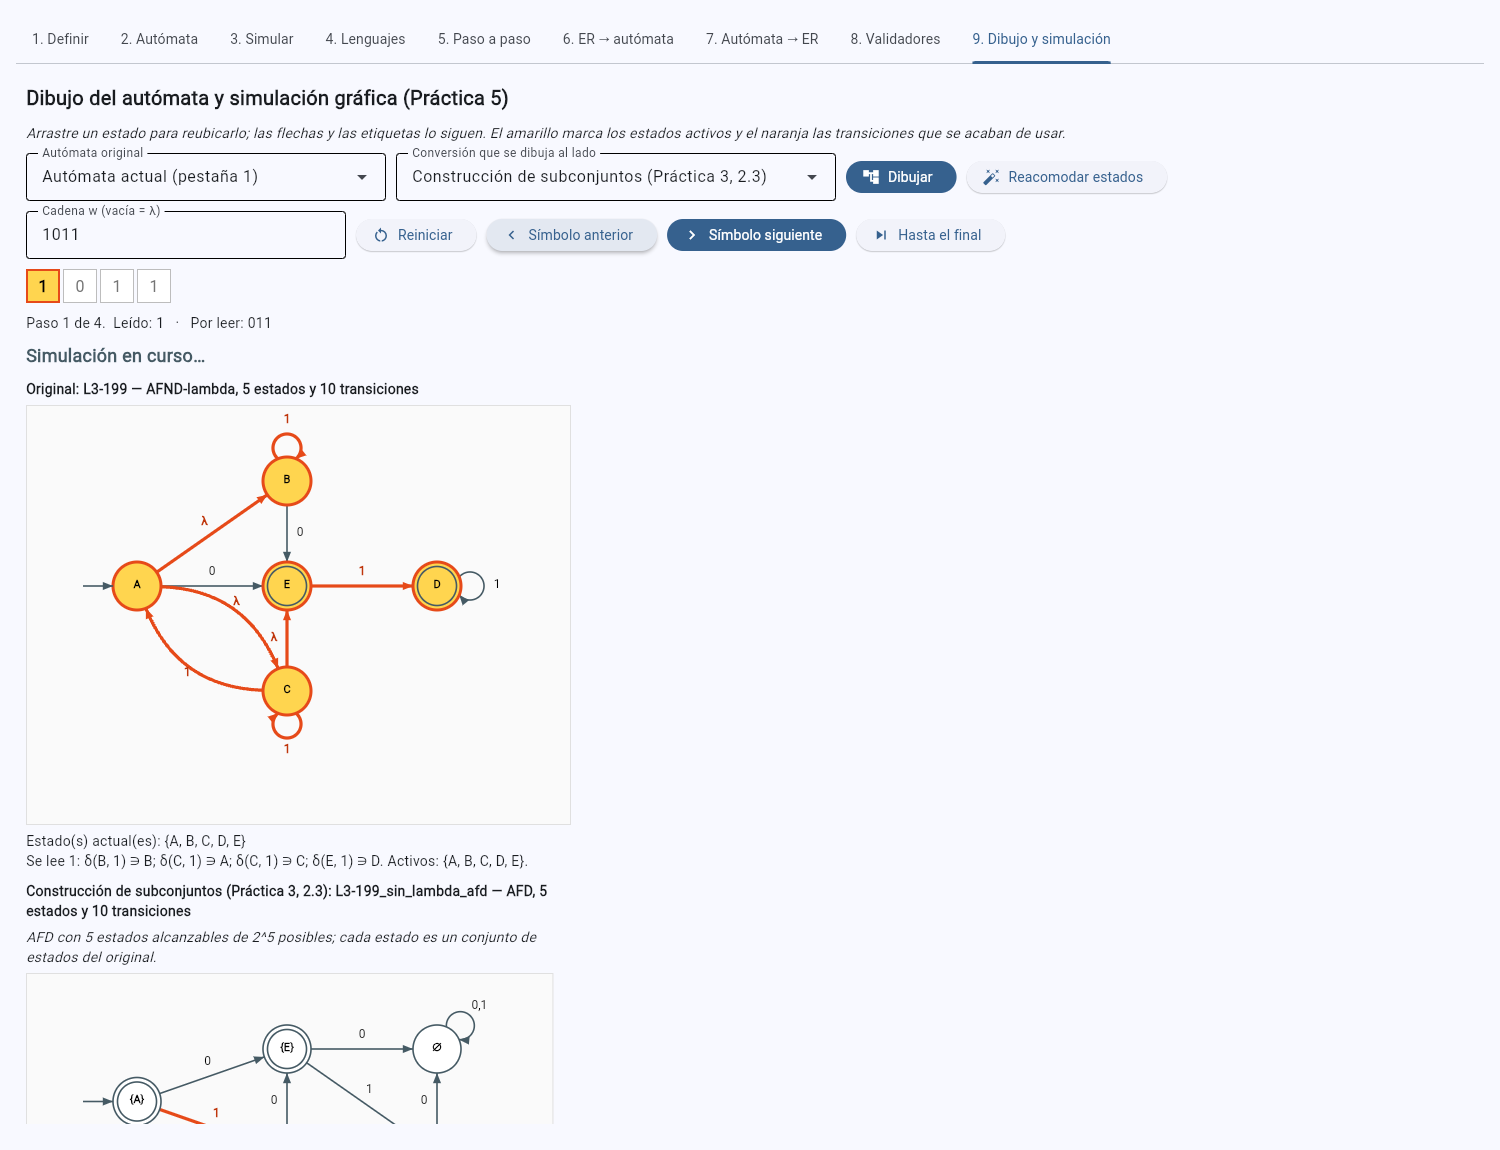 1. Definir 2. Autómata 3. Simular 4. Lenguajes 5. Paso a paso 6. ER → autómata 7. Autómata → ER 8. Validadores 9. Dibujo y simulación
Dibujo del autómata y simulación gráfica (Práctica 5)
Arrastre un estado para reubicarlo; las flechas y las etiquetas lo siguen. El amarillo marca los estados activos y el naranja las transiciones que se acaban de usar.
Autómata original
Autómata actual (pestaña 1)
Conversión que se dibuja al lado
Construcción de subconjuntos (Práctica 3, 2.3)
Dibujar
Reacomodar estados
Cadena w (vacía = λ)
1011
Reiniciar
Símbolo anterior
Símbolo siguiente
Hasta el final
1 0 1 1
Paso 1 de 4. Leído: 1 · Por leer: 011
Simulación en curso…
Original: L3-199 — AFND-lambda, 5 estados y 10 transiciones
1
B
λ
0
0
1
A
E
D
1
λ
λ
1
C
1
Estado(s) actual(es): {A, B, C, D, E}
Se lee 1: δ(B, 1) ∋ B; δ(C, 1) ∋ A; δ(C, 1) ∋ C; δ(E, 1) ∋ D. Activos: {A, B, C, D, E}.
Construcción de subconjuntos (Práctica 3, 2.3): L3-199_sin_lambda_afd — AFD, 5
estados y 10 transiciones
AFD con 5 estados alcanzables de 2^5 posibles; cada estado es un conjunto de
estados del original.
0,1
0
{E}
∅
0
1
{A}
0
0
1